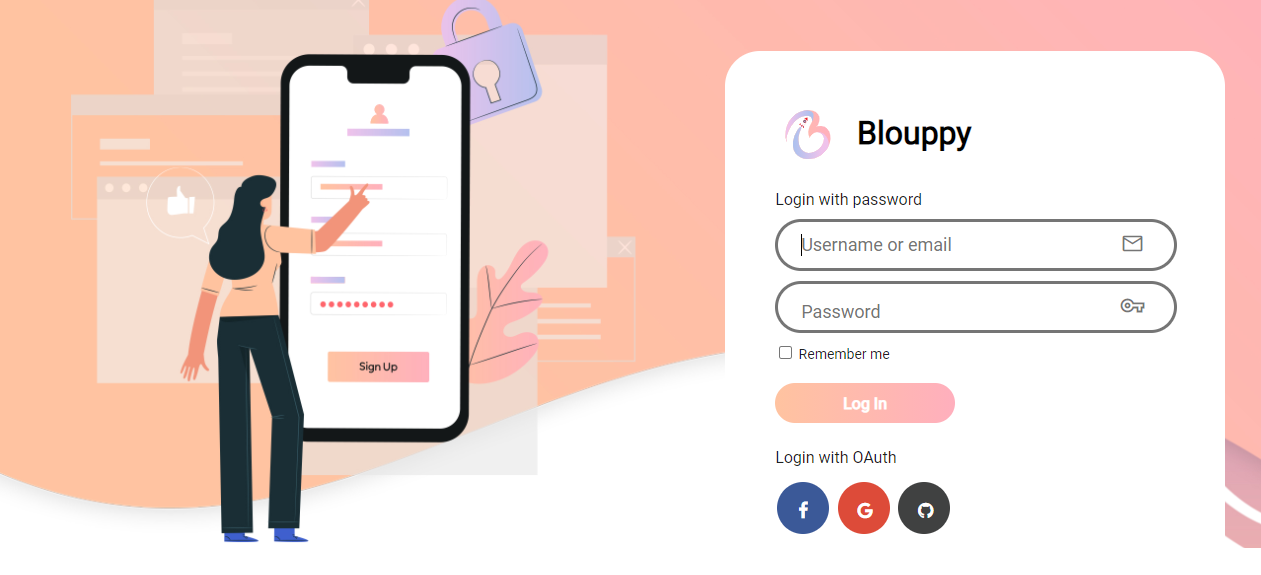 Sign Up
Blouppy
Login with password
Username or email
Password
Remember me
Log In
Login with OAuth